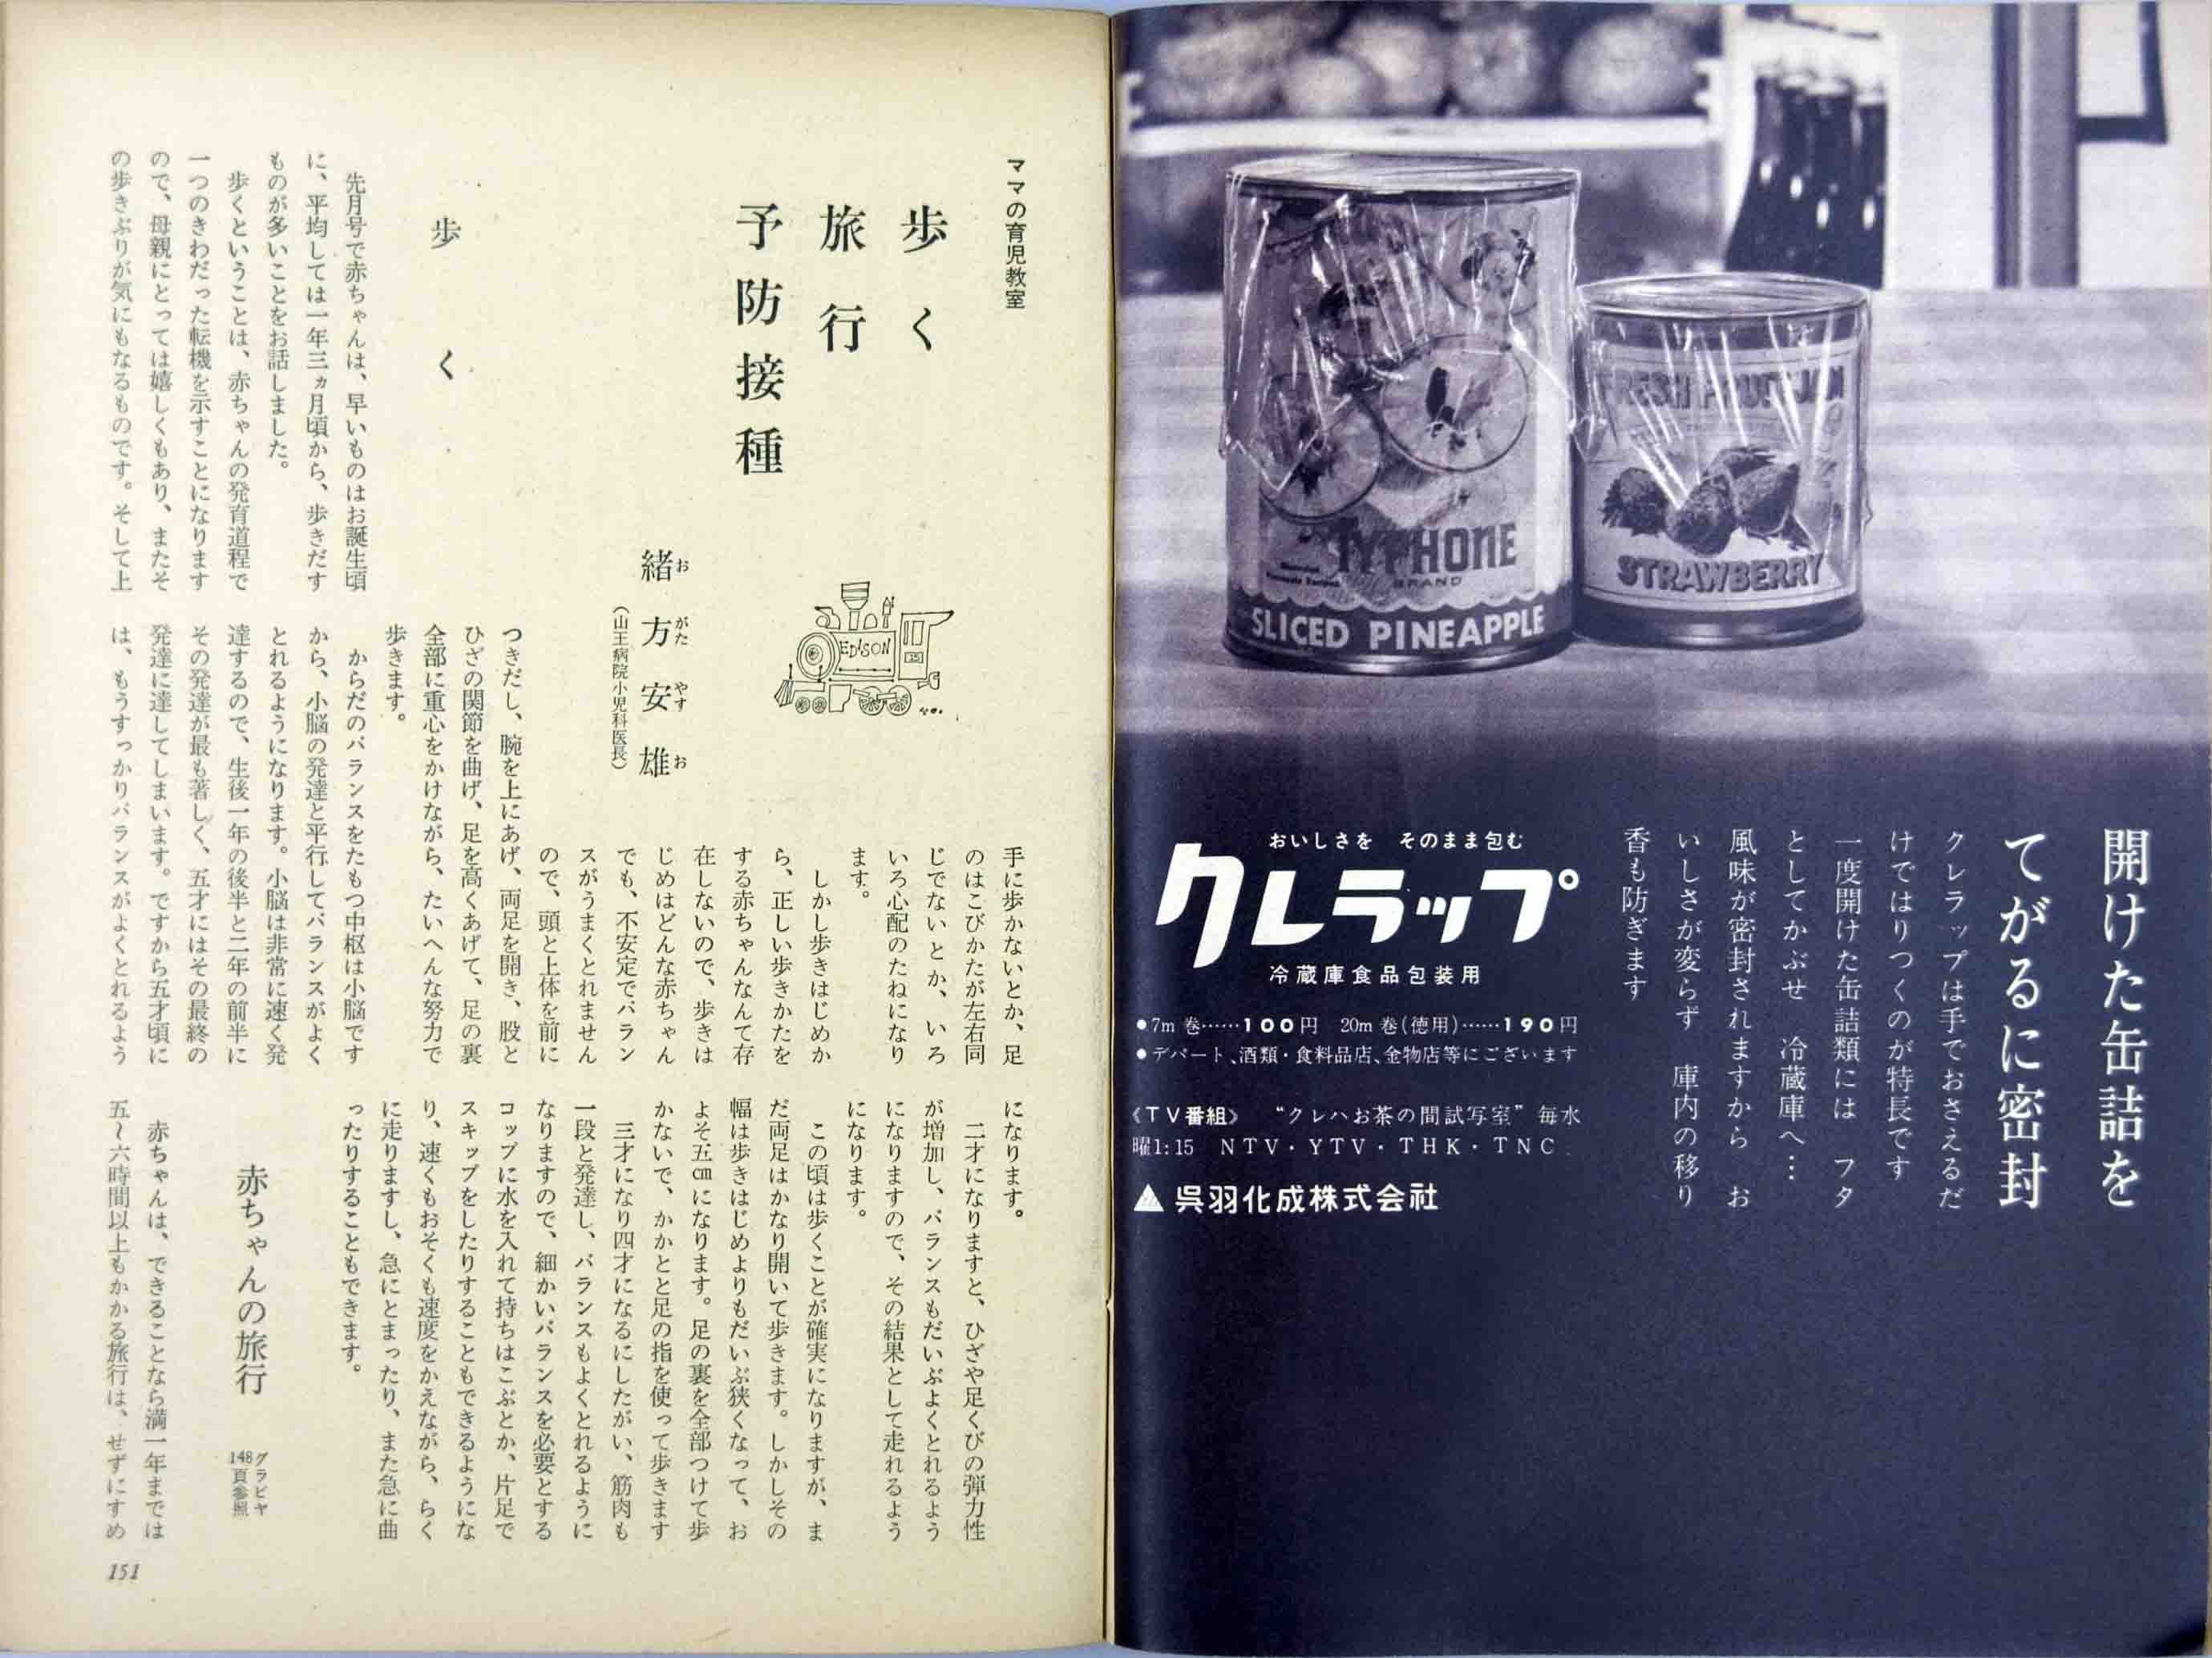 FRESH FRUIT JAM
STRAWBERRY
TYPHONE
BRAND
SLICED PINEAPPLE
開けた缶詰を
てがるに密封
クレラップは手でおさえるだ
けではりつくのが特長です
一度開けた缶詰類には　フタ
としてかぶせ　冷蔵庫へ…
風味が密封されますから　お
いしさが変らず　庫内の移り
香も防ぎます
おいしさを　そのまま包む
クレラップ
冷蔵庫食品包装用
●7m 巻……100円　20m 巻(徳用)……190円
●デパート、酒類・食料品店、金物店等にございます
《TV番組》　“クレハお茶の間試写室” 毎水
曜1:15　NTV・YTV・THK・TNC
呉羽化成株式会社
ママの育児教室
歩く
旅行
予防接種
EDISON
緒方安雄
おがたやすお
（山王病院小児科医長）
歩く
先月号で赤ちゃんは、早いものはお誕生頃
に、平均しては一年三ヵ月頃から、歩きだす
ものが多いことをお話しました。
歩くということは、赤ちゃんの発育道程で
一つのきわだった転機を示すことになります
ので、母親にとっては嬉しくもあり、またそ
の歩きぶりが気にもなるものです。そして上
手に歩かないとか、足
のはこびかたが左右同
じでないとか、いろ
いろ心配のたねになり
ます。
しかし歩きはじめか
ら、正しい歩きかたを
する赤ちゃんなんて存
在しないので、歩きは
じめはどんな赤ちゃん
でも、不安定でバラン
スがうまくとれません
ので、頭と上体を前に
つきだし、腕を上にあげ、両足を開き、股と
ひざの関節を曲げ、足を高くあげて、足の裏
全部に重心をかけながら、たいへんな努力で
歩きます。
からだのバランスをたもつ中枢は小脳です
から、小脳の発達と平行してバランスがよく
とれるようになります。小脳は非常に速く発
達するので、生後一年の後半と二年の前半に
その発達が最も著しく、五才にはその最終の
発達に達してしまいます。ですから五才頃に
は、もうすっかりバランスがよくとれるよう
になります。
二才になりますと、ひざや足くびの弾力性
が増加し、バランスもだいぶよくとれるよう
になりますので、その結果として走れるよう
になります。
この頃は歩くことが確実になりますが、ま
だ両足はかなり開いて歩きます。しかしその
幅は歩きはじめよりもだいぶ狭くなって、お
よそ五㎝になります。足の裏を全部つけて歩
かないで、かかとと足の指を使って歩きます
三才になり四才になるにしたがい、筋肉も
一段と発達し、バランスもよくとれるように
なりますので、細かいバランスを必要とする
コップに水を入れて持ちはこぶとか、片足で
スキップをしたりすることもできるようにな
り、速くもおそくも速度をかえながら、らく
に走りますし、急にとまったり、また急に曲
ったりすることもできます。
赤ちゃんの旅行
グラビヤ
148頁参照
赤ちゃんは、できることなら満一年までは
五〜六時間以上もかかる旅行は、せずにすめ
151